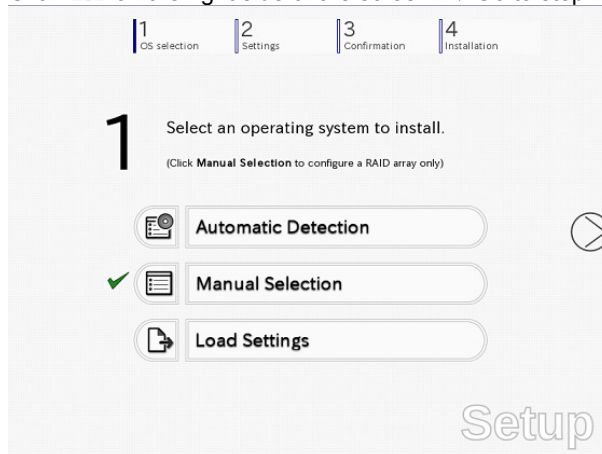 1 2 3 4
OS selection Settings Confirmation Installation
1 Select an operating system to install.
(Click Manual Selection to configure a RAID array only)
Automatic Detection
Manual Selection
Load Settings
Setup